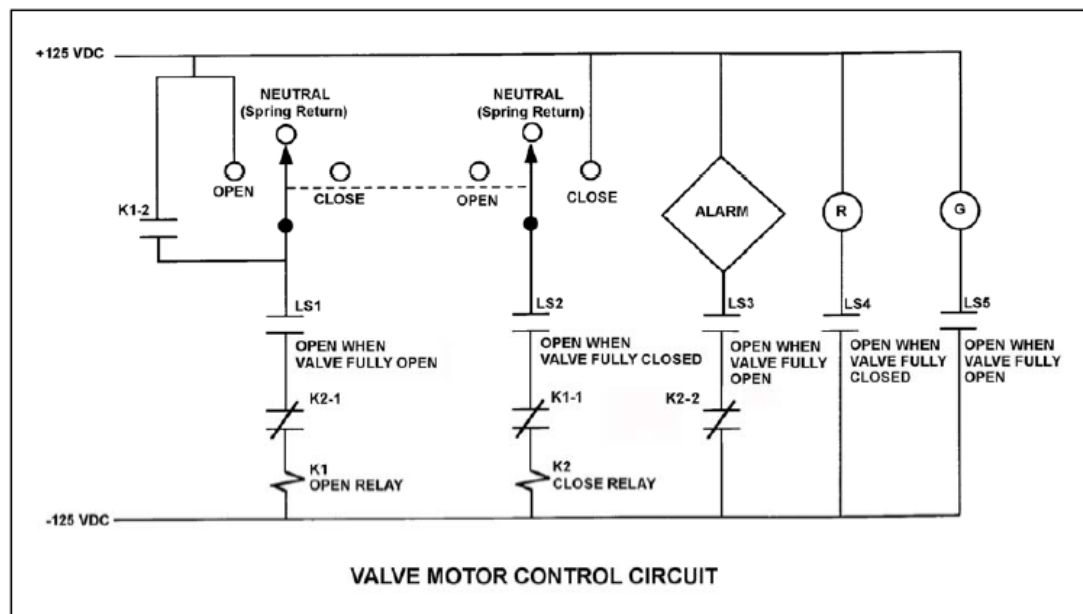 +125 VDC
NEUTRAL
(Spring Return)
NEUTRAL
(Spring Return)
OPEN
CLOSE
OPEN
CLOSE
K1-2
ALARM
R
G
LS1
OPEN WHEN
VALVE FULLY OPEN
LS2
OPEN WHEN
VALVE FULLY CLOSED
LS3
OPEN WHEN
VALVE FULLY
OPEN
LS4
OPEN WHEN
VALVE FULLY
CLOSED
LS5
OPEN WHEN
VALVE FULLY
OPEN
K2-1
K1-1
K2-2
K1
OPEN RELAY
K2
CLOSE RELAY
-125 VDC
VALVE MOTOR CONTROL CIRCUIT